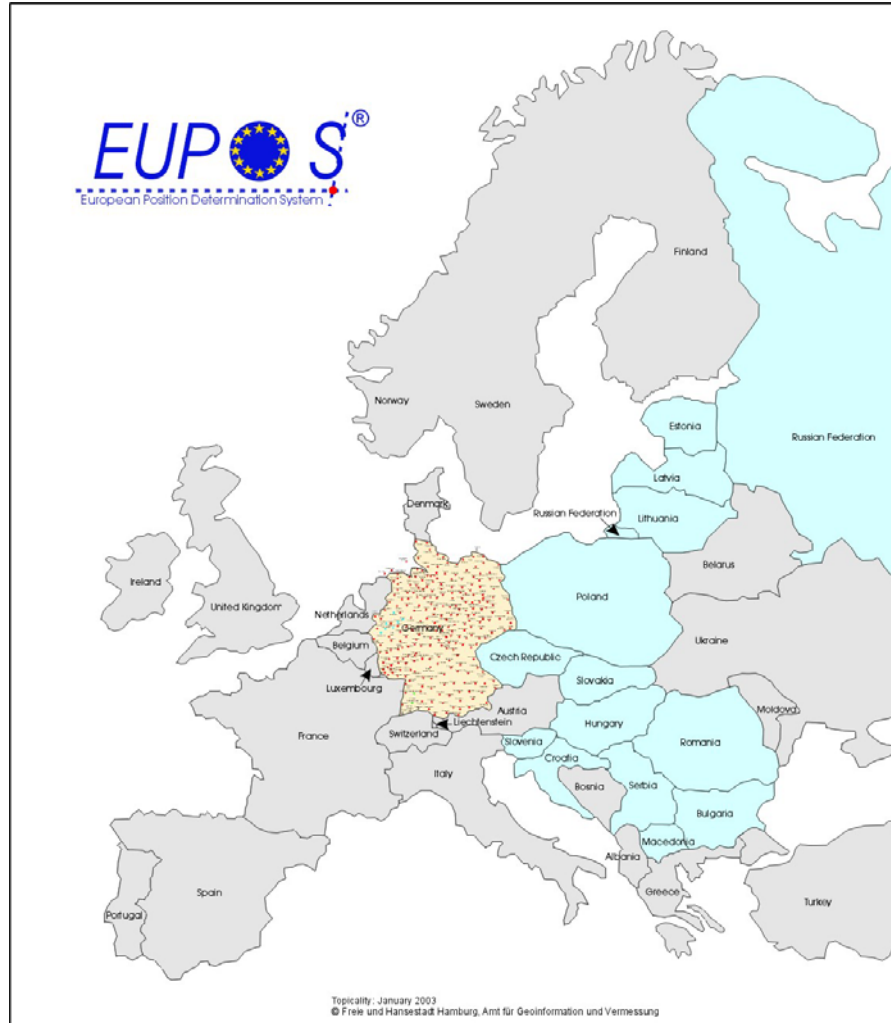 EUPOS®
European Position Determination System
Finland
Norway
Sweden
Estonia
Russian Federation
Latvia
Denmark
Russian Federation
Lithuania
Ireland
Belarus
United Kingdom
Poland
Netherlands
Germany
Ukraine
Belgium
Czech Republic
Luxembourg
Slovakia
Austria
Moldova
Liechtenstein
Hungary
France
Switzerland
Romania
Slovenia
Croatia
Italy
Bosnia
Serbia
Bulgaria
Macedonia
Albania
Spain
Greece
Turkey
Portugal
Topicality: January 2003
© Freie und Hansestadt Hamburg, Amt für Geoinformation und Vermessung